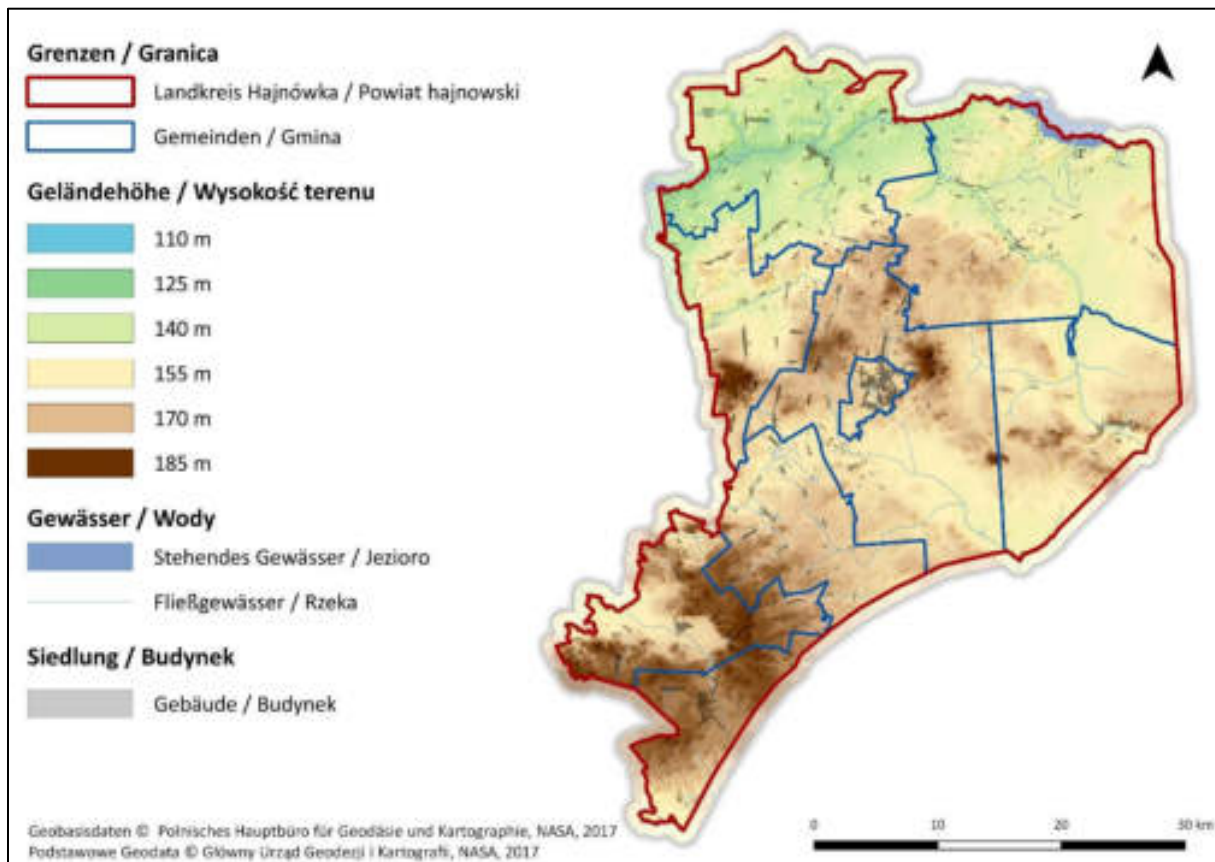 Grenzen / Granica
Landkreis Hajnówka / Powiat hajnowski
Gemeinden / Gmina
Geländehöhe / Wysokość terenu
110 m
125 m
140 m
155 m
170 m
185 m
Gewässer / Wody
Stehendes Gewässer / Jezioro
Fließgewässer / Rzeka
Siedlung / Budynek
Gebäude / Budynek
Geobasisdaten © Polnisches Hauptbüro für Geodäsie und Kartographie, NASA, 2017
Podstawowe Geodata © Główny Urząd Geodezji i Kartografii, NASA, 2017
0 10 20 30 km